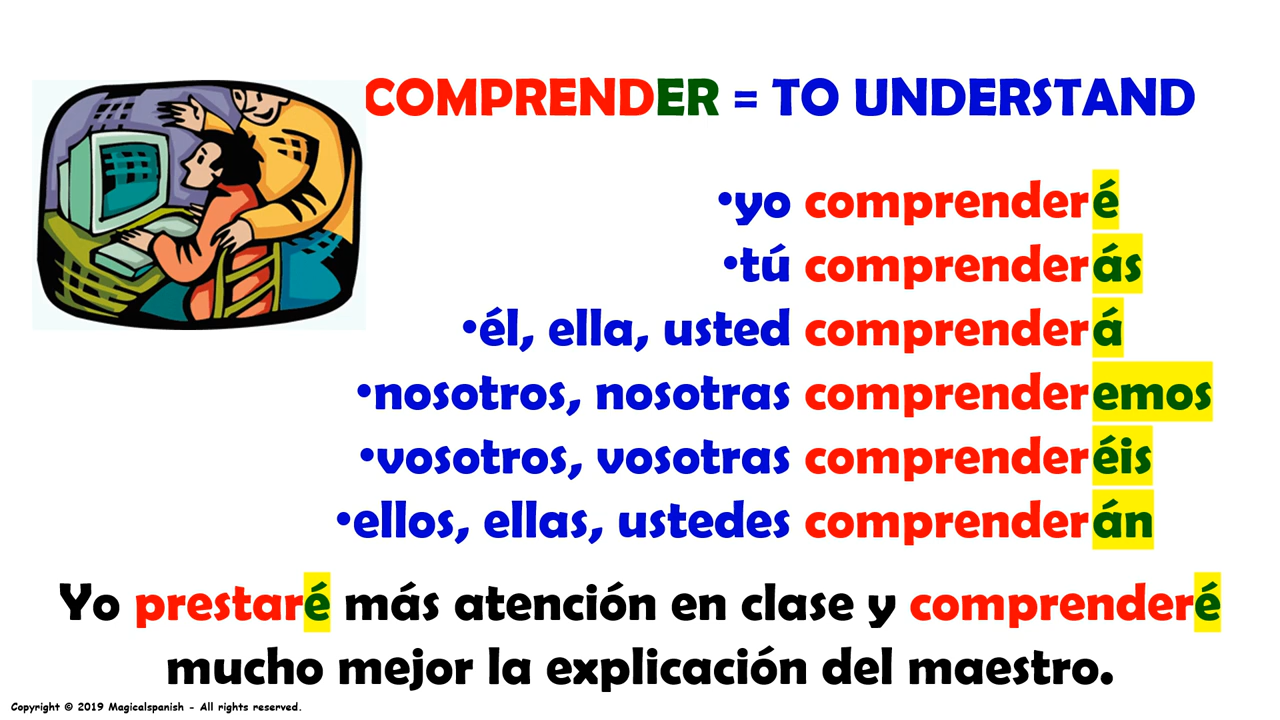 COMPRENDER = TO UNDERSTAND
•yo comprenderé
•tú comprenderás
•él, ella, usted comprenderá
•nosotros, nosotras comprenderemos
•vosotros, vosotras comprenderéis
•ellos, ellas, ustedes comprenderán
Yo prestaré más atención en clase y comprenderé
mucho mejor la explicación del maestro.
Copyright © 2019 Magicalspanish - All rights reserved.